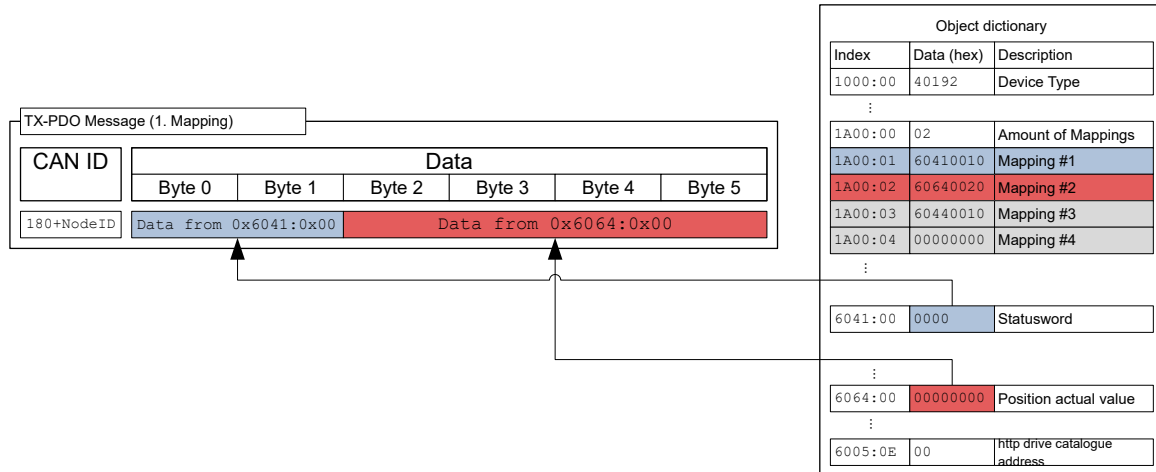 TX-PDO Message (1. Mapping)
CAN ID
Data
Byte 0 Byte 1 Byte 2 Byte 3 Byte 4 Byte 5
180+NodeID Data from 0x6041:0x00 Data from 0x6064:0x00
Object dictionary
Index Data (hex) Description
1000:00 40192 Device Type
⋮
1A00:00 02 Amount of Mappings
1A00:01 60410010 Mapping #1
1A00:02 60640020 Mapping #2
1A00:03 60440010 Mapping #3
1A00:04 00000000 Mapping #4
⋮
6041:00 0000 Statusword
⋮
6064:00 00000000 Position actual value
⋮
6005:0E 00 http drive catalogue
address